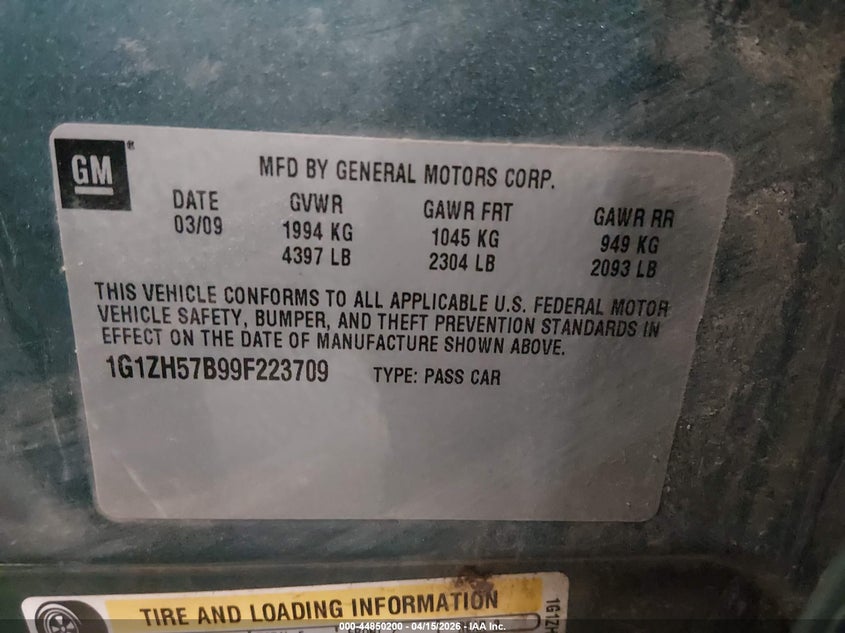 GM
MFD BY GENERAL MOTORS CORP.
DATE GVWR GAWR FRT GAWR RR
03/09 1994 KG 1045 KG 949 KG
4397 LB 2304 LB 2093 LB
THIS VEHICLE CONFORMS TO ALL APPLICABLE U.S. FEDERAL MOTOR
VEHICLE SAFETY, BUMPER, AND THEFT PREVENTION STANDARDS IN
EFFECT ON THE DATE OF MANUFACTURE SHOWN ABOVE.
1G1ZH57B99F223709 TYPE: PASS CAR
TIRE AND LOADING INFORMATION
1G1ZH
000-44850200 - 04/15/2026 - IAA Inc.